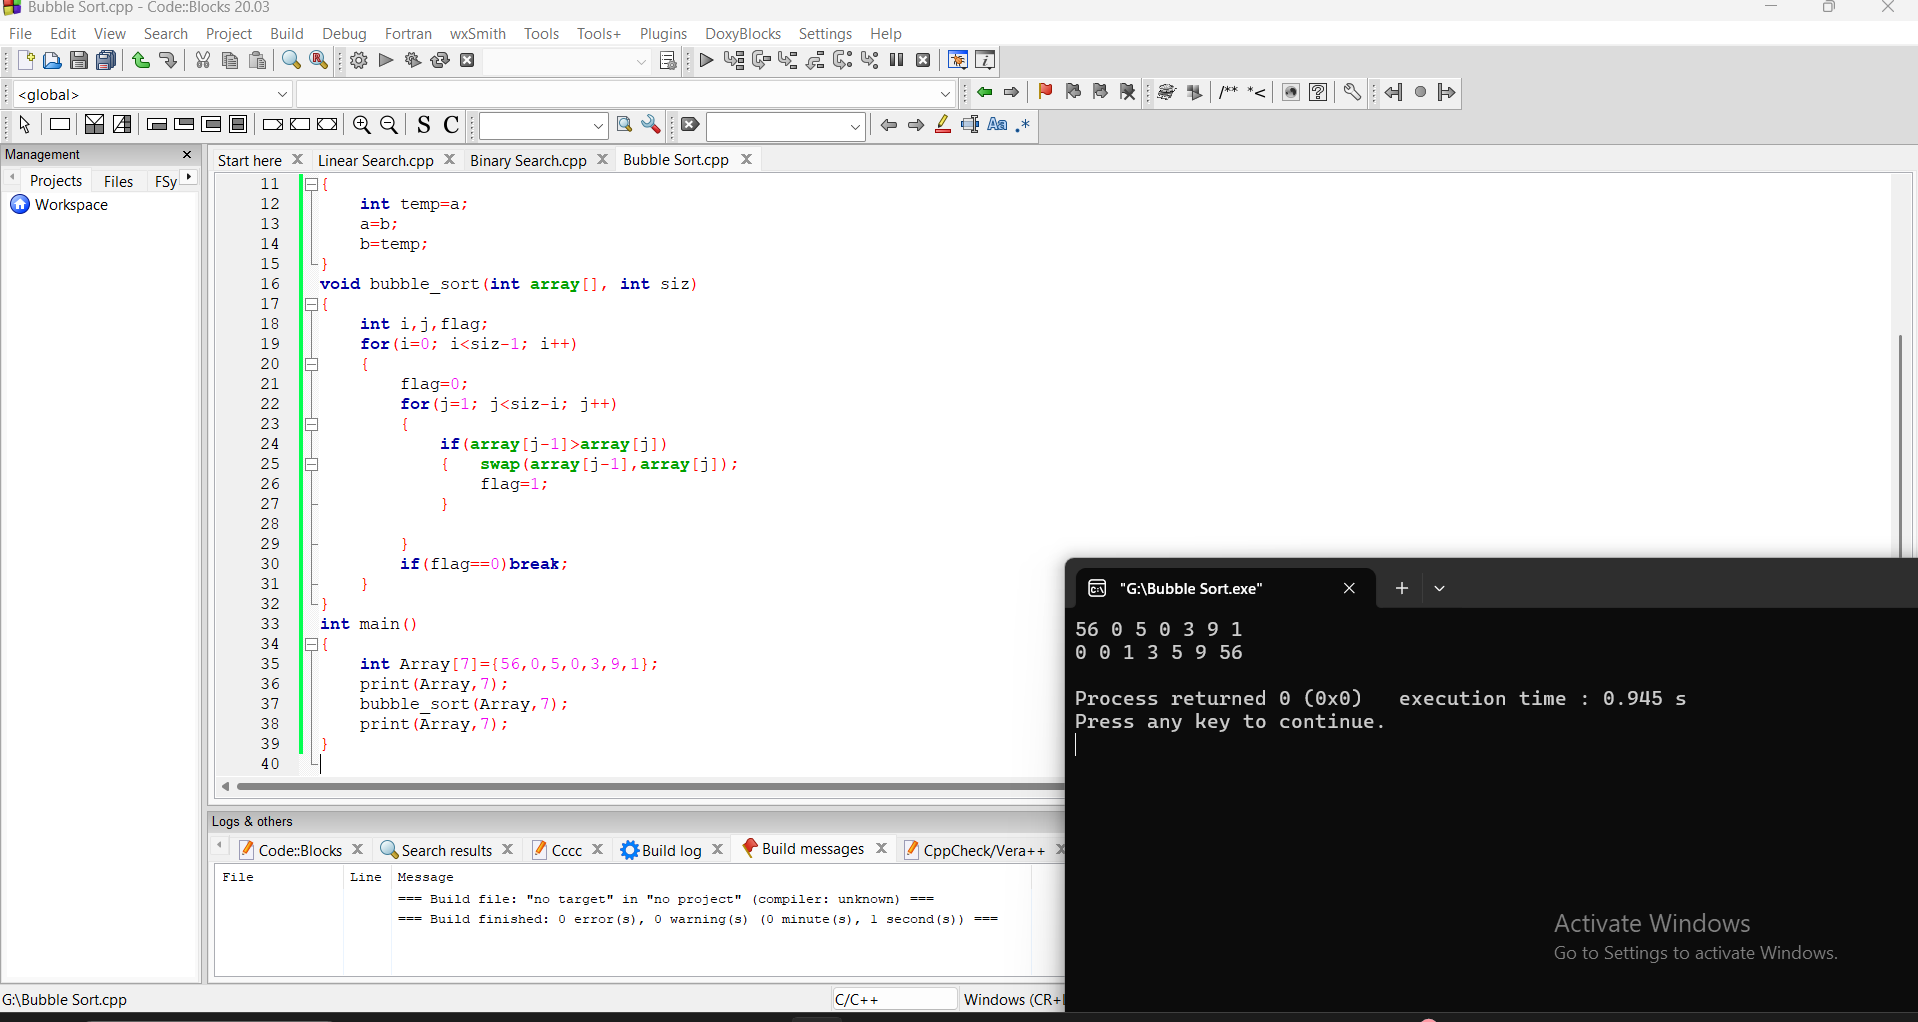 Bubble Sort.cpp - Code::Blocks 20.03
File Edit View Search Project Build Debug Fortran wxSmith Tools Tools+ Plugins DoxyBlocks Settings Help
<global>
/** *<
S C
Aa .*
Management
Start here Linear Search.cpp Binary Search.cpp Bubble Sort.cpp
Projects Files FSy
Workspace
11 {
12 int temp=a;
13 a=b;
14 b=temp;
15 }
16 void bubble_sort(int array[], int siz)
17 {
18 int i,j,flag;
19 for(i=0; i<siz-1; i++)
20 {
21 flag=0;
22 for(j=1; j<siz-i; j++)
23 {
24 if(array[j-1]>array[j])
25 { swap(array[j-1],array[j]);
26 flag=1;
27 }
28
29 }
30 if(flag==0)break;
31 }
32 }
33 int main()
34 {
35 int Array[7]={56,0,5,0,3,9,1};
36 print(Array,7);
37 bubble_sort(Array,7);
38 print(Array,7);
39 }
40
"G:\Bubble Sort.exe"
56 0 5 0 3 9 1
0 0 1 3 5 9 56
Process returned 0 (0x0) execution time : 0.945 s
Press any key to continue.
Logs & others
Code::Blocks Search results Cccc Build log Build messages CppCheck/Vera++
File Line Message
=== Build file: "no target" in "no project" (compiler: unknown) ===
=== Build finished: 0 error(s), 0 warning(s) (0 minute(s), 1 second(s)) ===
Activate Windows
Go to Settings to activate Windows.
G:\Bubble Sort.cpp
C/C++
Windows (CR+